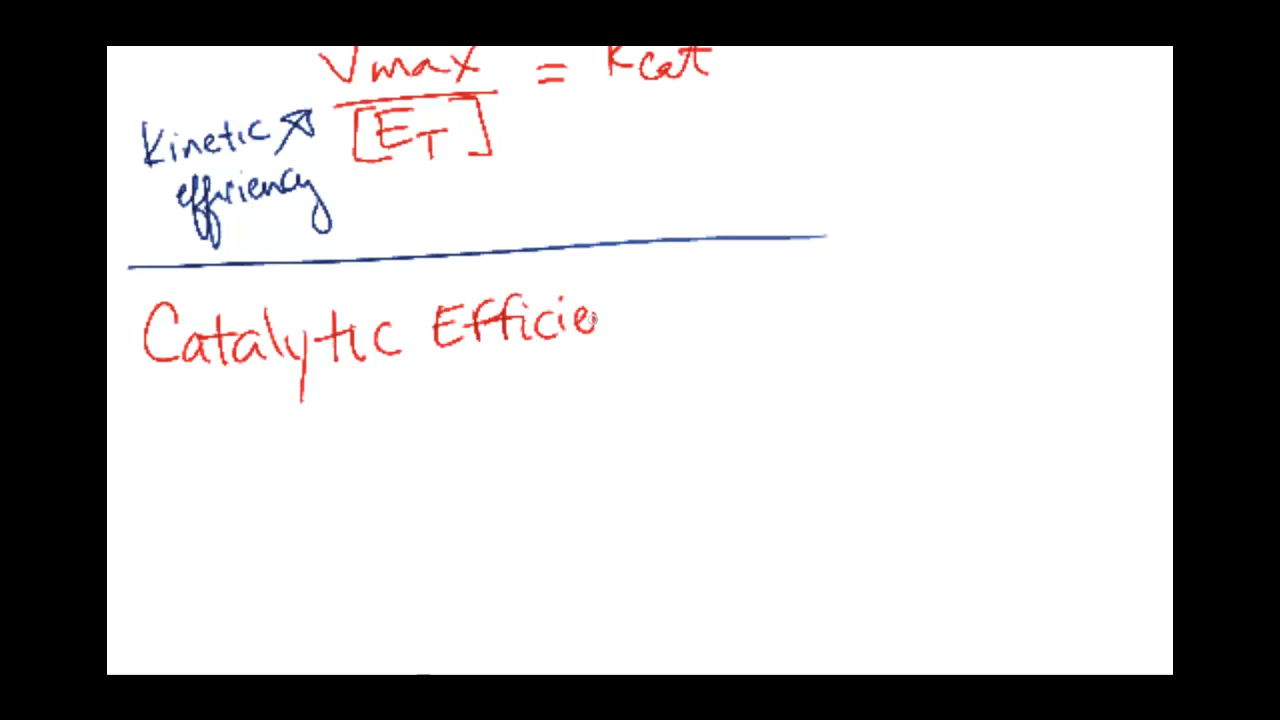 Vmax = Kcat
[ET]
Kinetic
efficiency
Catalytic Efficie